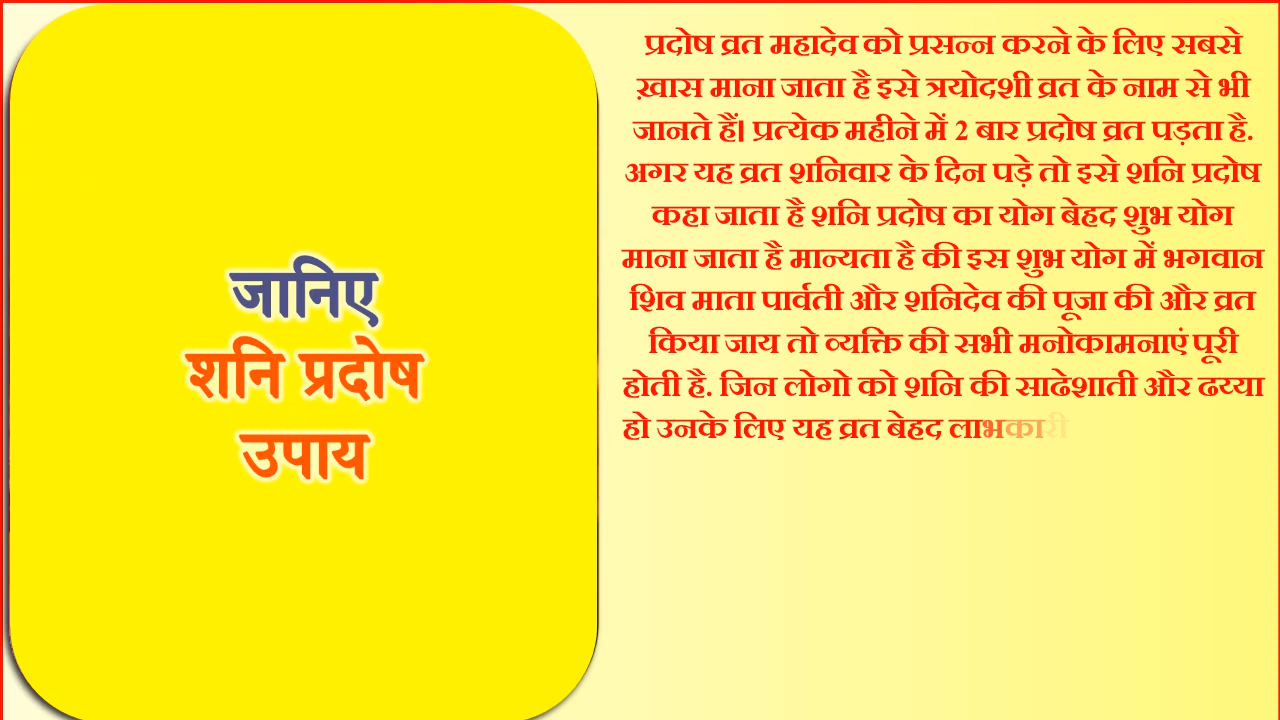 जानिए
शनि प्रदोष
उपाय
प्रदोष व्रत महादेव को प्रसन्न करने के लिए सबसे
ख़ास माना जाता है इसे त्रयोदशी व्रत के नाम से भी
जानते हैं| प्रत्येक महीने में 2 बार प्रदोष व्रत पड़ता है.
अगर यह व्रत शनिवार के दिन पड़े तो इसे शनि प्रदोष
कहा जाता है शनि प्रदोष का योग बेहद शुभ योग
माना जाता है मान्यता है की इस शुभ योग में भगवान
शिव माता पार्वती और शनिदेव की पूजा की और व्रत
किया जाय तो व्यक्ति की सभी मनोकामनाएं पूरी
होती है. जिन लोगो को शनि की साढेशाती और ढय्या
हो उनके लिए यह व्रत बेहद लाभकारी